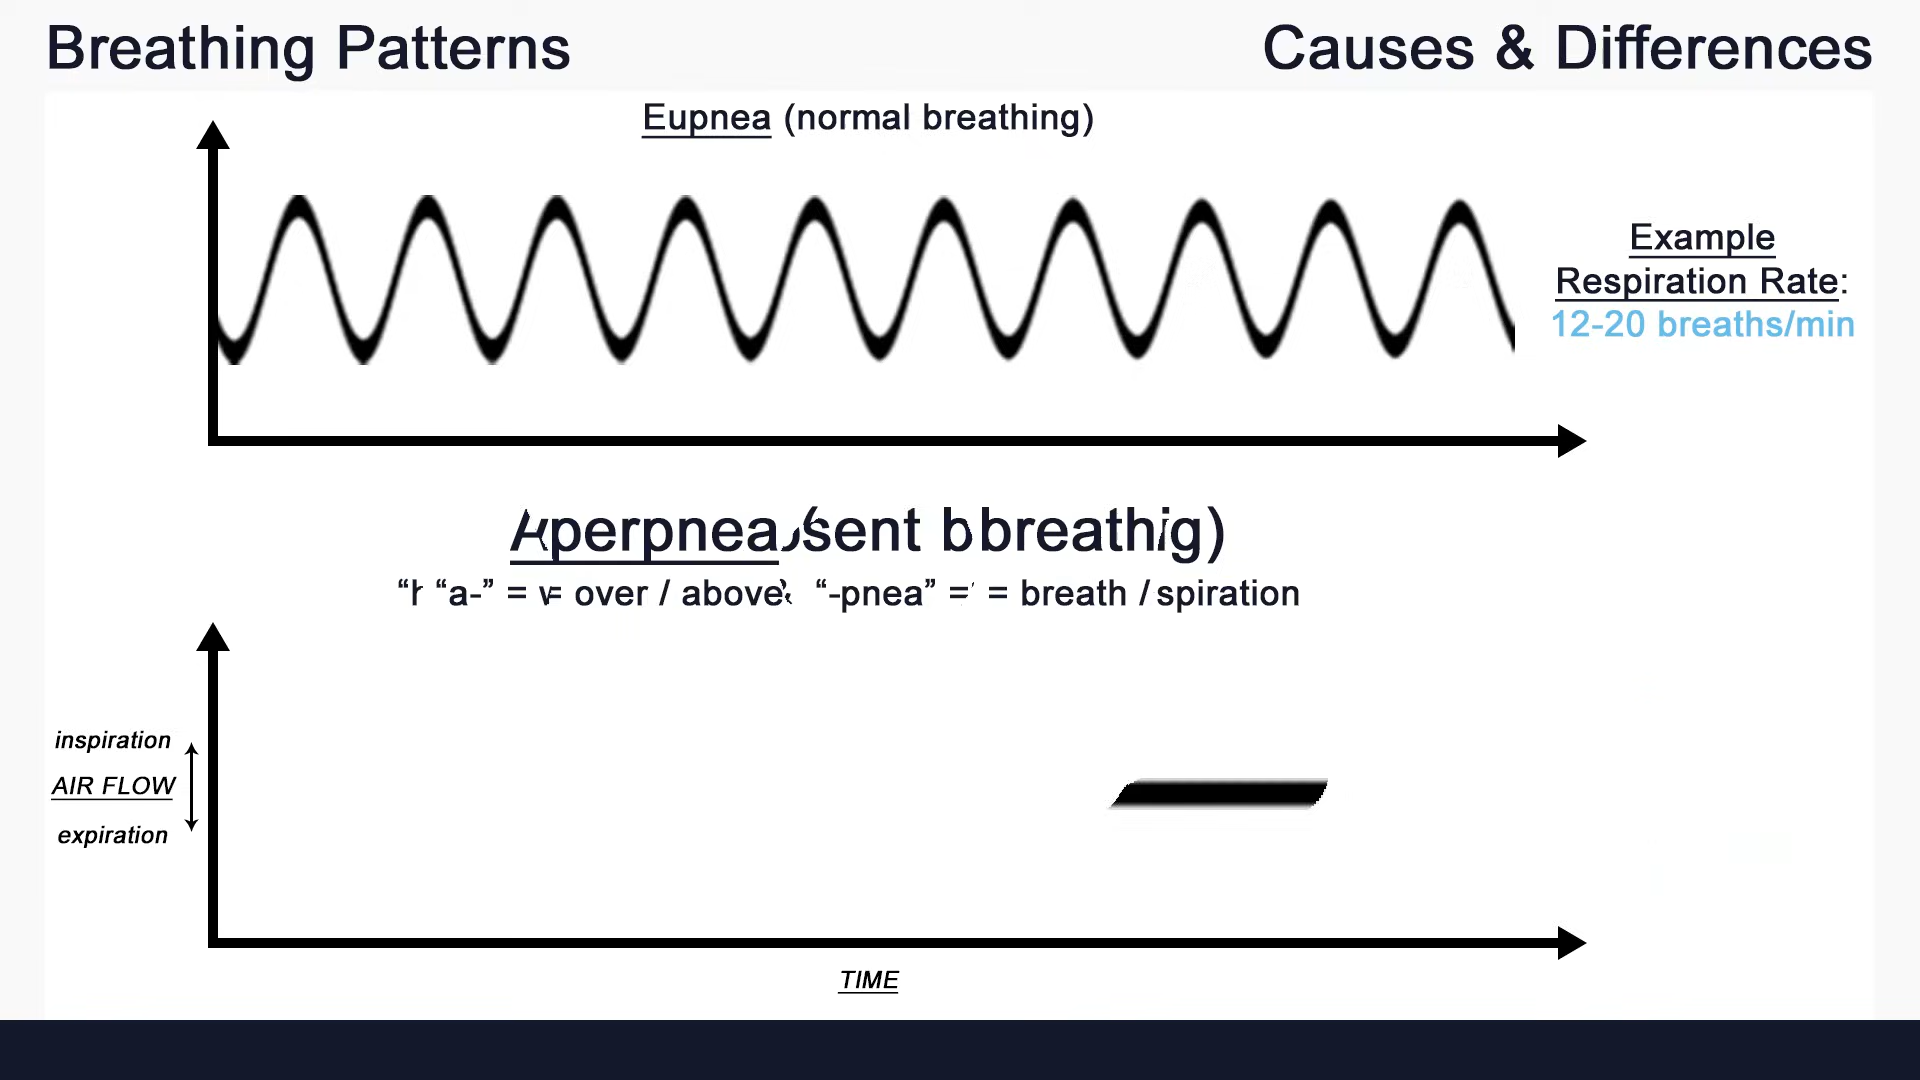 Breathing Patterns
Causes & Differences
Eupnea (normal breathing)
Example
Respiration Rate:
12-20 breaths/min
breathig)
“a-” = = over / above “-pnea” = = breath / spiration
inspiration
AIR FLOW
expiration
TIME